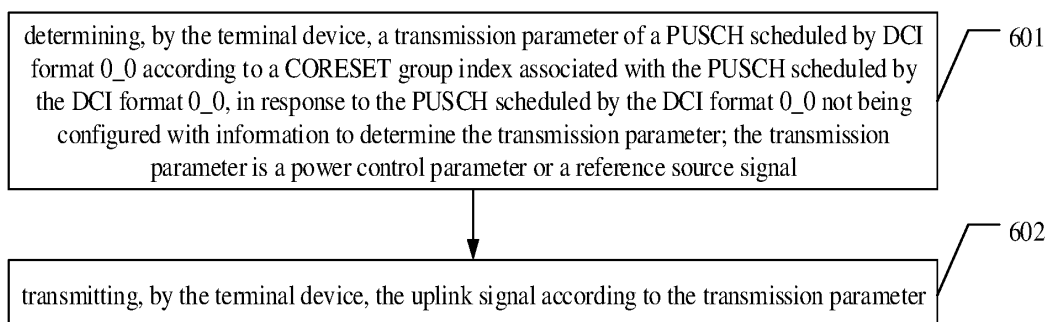 determining, by the terminal device, a transmission parameter of a PUSCH scheduled by DCI
format 0_0 according to a CORESET group index associated with the PUSCH scheduled by
the DCI format 0_0, in response to the PUSCH scheduled by the DCI format 0_0 not being
configured with information to determine the transmission parameter; the transmission
parameter is a power control parameter or a reference source signal
601
transmitting, by the terminal device, the uplink signal according to the transmission parameter
602